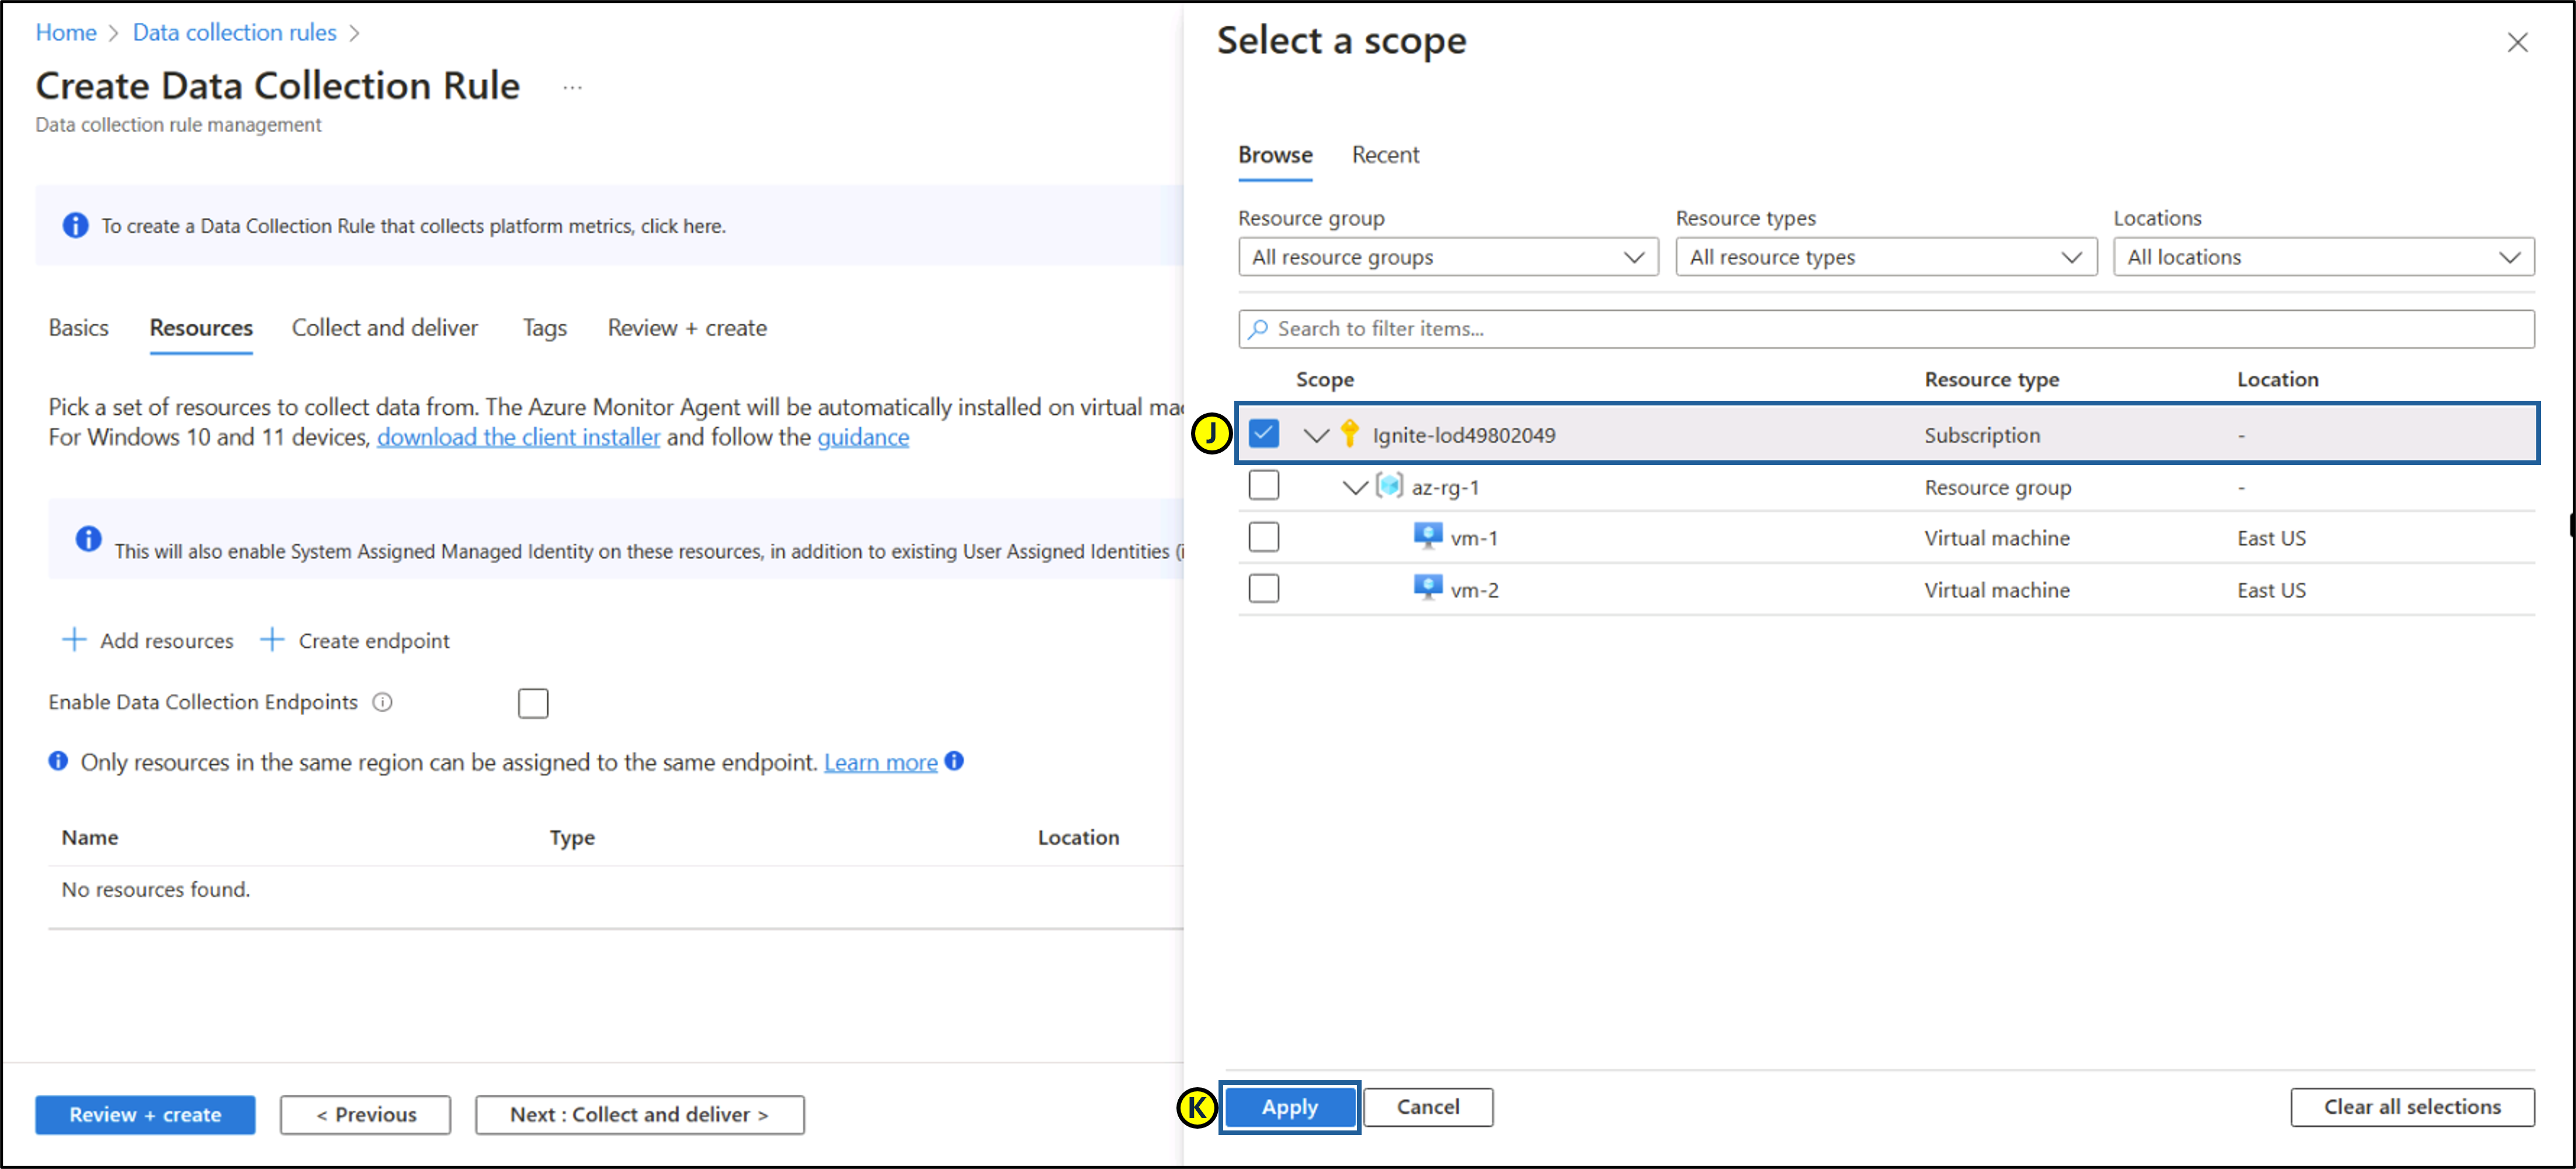 Home > Data collection rules >
Create Data Collection Rule ...
Data collection rule management
To create a Data Collection Rule that collects platform metrics, click here.
Basics Resources Collect and deliver Tags Review + create
Pick a set of resources to collect data from. The Azure Monitor Agent will be automatically installed on virtual mac
For Windows 10 and 11 devices, download the client installer and follow the guidance
This will also enable System Assigned Managed Identity on these resources, in addition to existing User Assigned Identities (i
+ Add resources + Create endpoint
Enable Data Collection Endpoints
Only resources in the same region can be assigned to the same endpoint. Learn more
Name Type Location
No resources found.
Review + create < Previous Next : Collect and deliver >
Select a scope
Browse Recent
Resource group Resource types Locations
All resource groups All resource types All locations
Search to filter items...
Scope Resource type Location
J Ignite-lod49802049 Subscription -
az-rg-1 Resource group -
vm-1 Virtual machine East US
vm-2 Virtual machine East US
K Apply Cancel Clear all selections